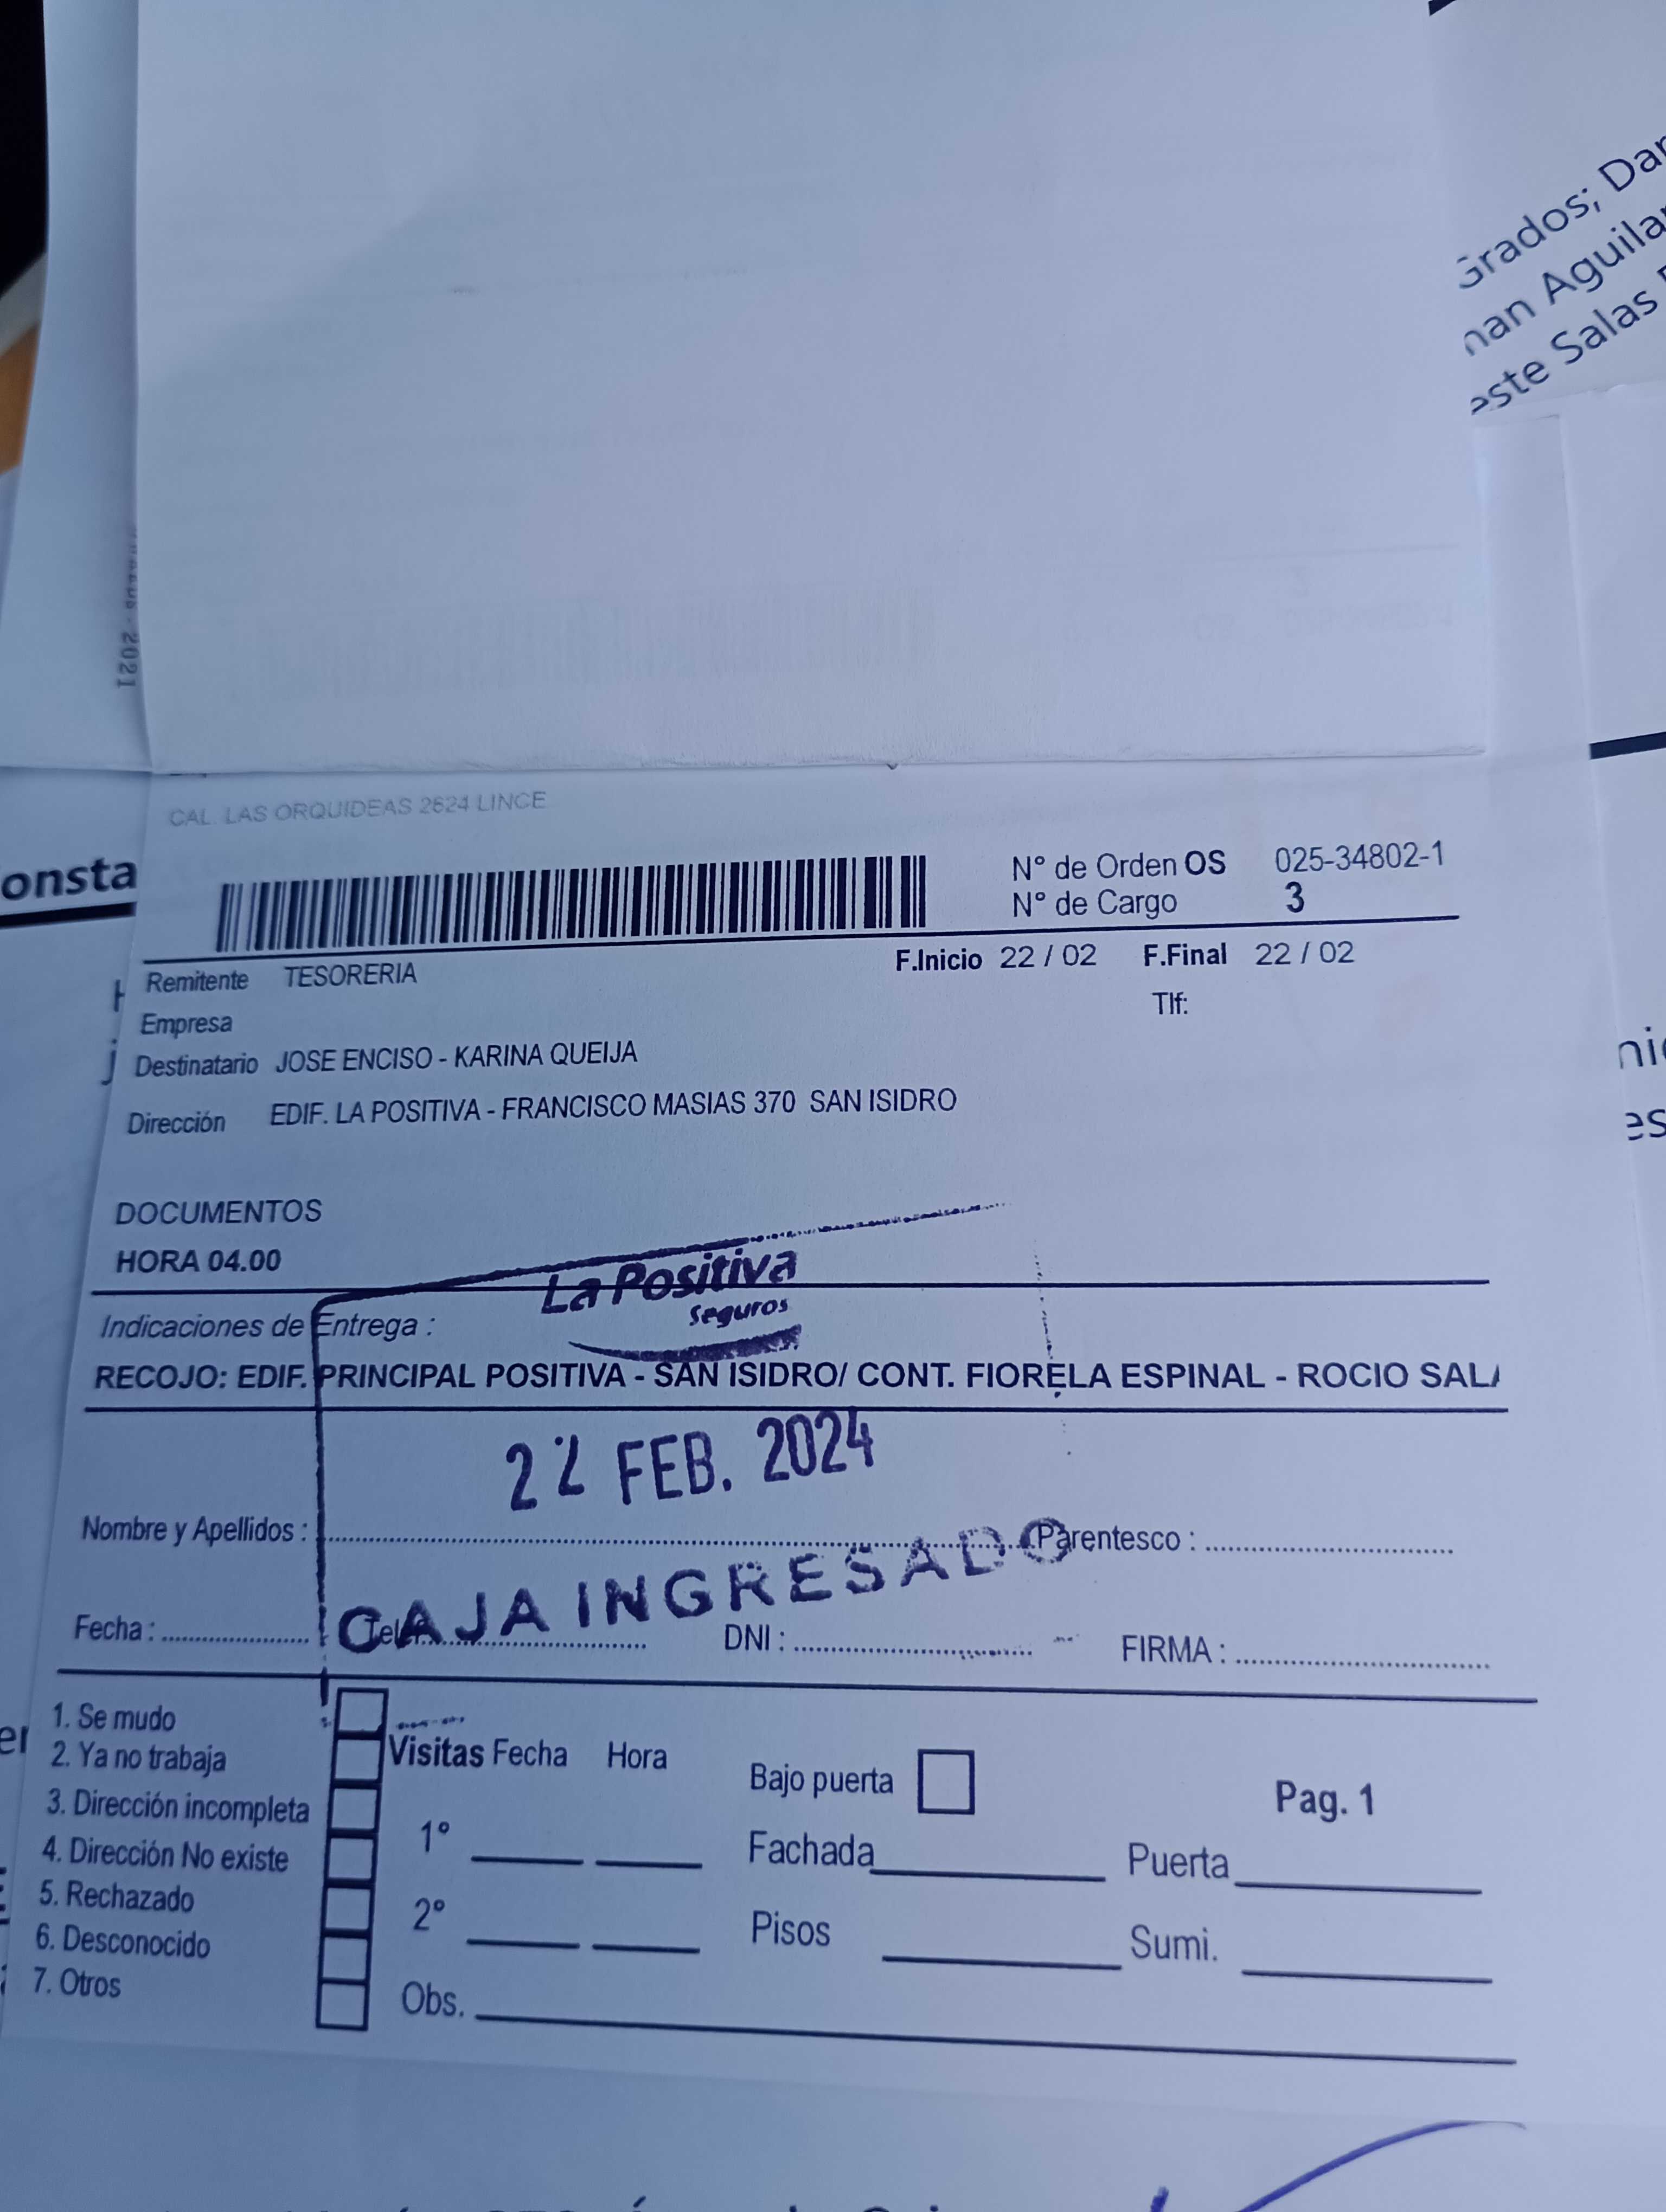 Grados; Dar
nan Aguilar
este Salas
2021
CAL. LAS ORQUIDEAS 2624 LINCE
onsta
N° de Orden OS 025-34802-1
N° de Cargo 3
F.Inicio 22 / 02 F.Final 22 / 02
Remitente TESORERIA
Tlf:
Empresa
Destinatario JOSE ENCISO - KARINA QUEIJA
Dirección EDIF. LA POSITIVA - FRANCISCO MASIAS 370 SAN ISIDRO
DOCUMENTOS
HORA 04.00
La Positiva
Seguros
Indicaciones de Entrega :
RECOJO: EDIF. PRINCIPAL POSITIVA - SAN ISIDRO/ CONT. FIORELA ESPINAL - ROCIO SALA
22 FEB. 2024
Nombre y Apellidos : Parentesco :
CAJA INGRESADO
Fecha : Telf. DNI : FIRMA :
1. Se mudo
2. Ya no trabaja
3. Dirección incompleta
4. Dirección No existe
5. Rechazado
6. Desconocido
7. Otros
Visitas Fecha Hora
1°
2°
Obs.
Bajo puerta
Pag. 1
Fachada Puerta
Pisos Sumi.